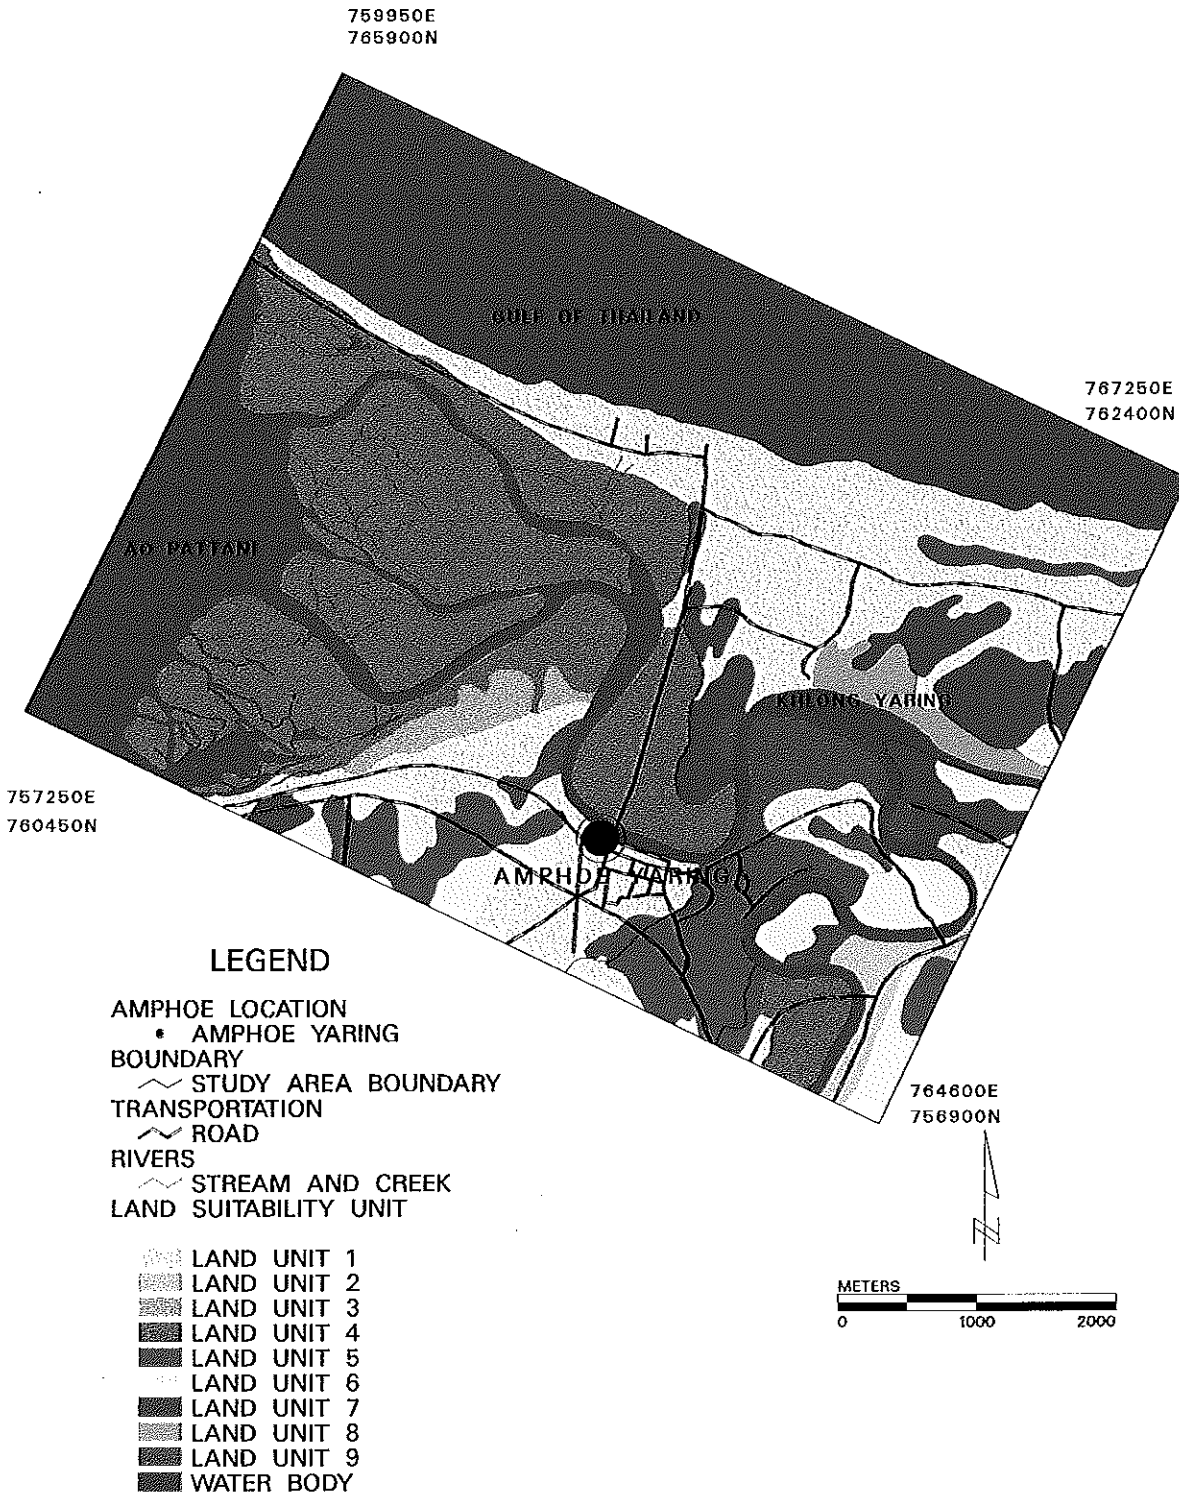 759950E
765900N
GULF OF THAILAND
767250E
762400N
AO PATTANI
KHLONG YARING
757250E
760450N
AMPHOE YARING
LEGEND
AMPHOE LOCATION
AMPHOE YARING
BOUNDARY
STUDY AREA BOUNDARY
TRANSPORTATION
ROAD
RIVERS
STREAM AND CREEK
LAND SUITABILITY UNIT
LAND UNIT 1
LAND UNIT 2
LAND UNIT 3
LAND UNIT 4
LAND UNIT 5
LAND UNIT 6
LAND UNIT 7
LAND UNIT 8
LAND UNIT 9
WATER BODY
764600E
756900N
N
METERS
0 1000 2000